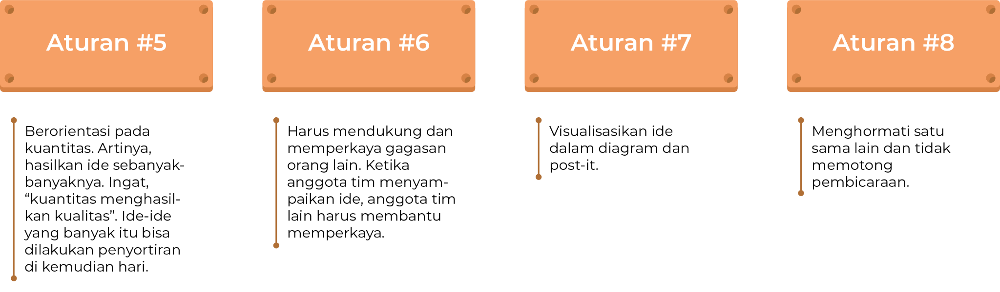 Aturan #5
Berorientasi pada
kuantitas. Artinya,
hasilkan ide sebanyak-
banyaknya. Ingat,
“kuantitas menghasil-
kan kualitas”. Ide-ide
yang banyak itu bisa
dilakukan penyortiran
di kemudian hari.
Aturan #6
Harus mendukung dan
memperkaya gagasan
orang lain. Ketika
anggota tim menyam-
paikan ide, anggota tim
lain harus membantu
memperkaya.
Aturan #7
Visualisasikan ide
dalam diagram dan
post-it.
Aturan #8
Menghormati satu
sama lain dan tidak
memotong
pembicaraan.